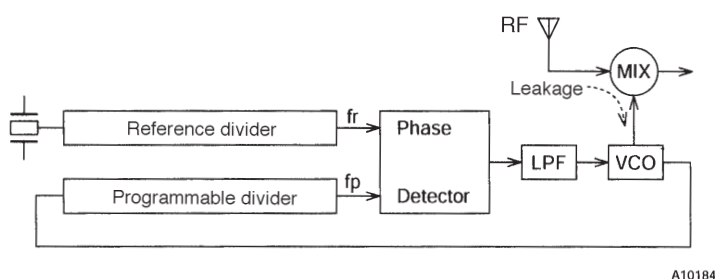 RF
MIX
Leakage
Reference divider
fr
Phase
Detector
LPF
VCO
fp
Programmable divider
A10184